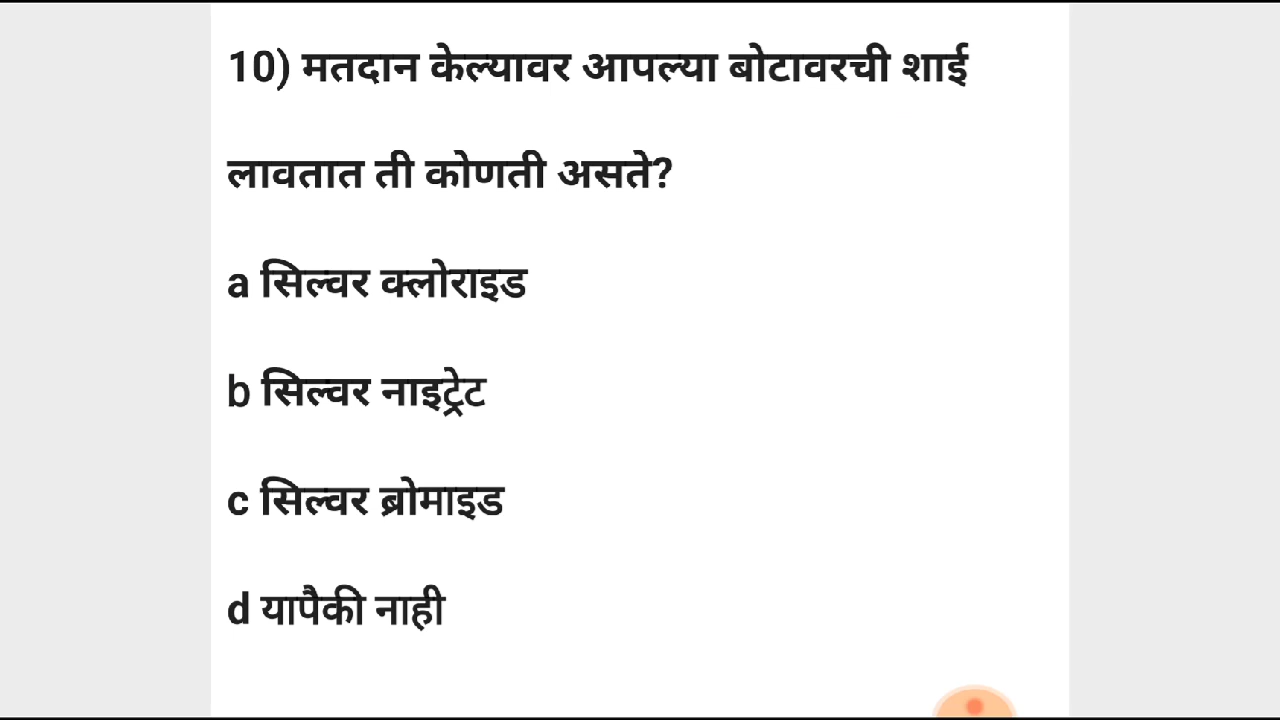 10) मतदान केल्यावर आपल्या बोटावरची शाई
लावतात ती कोणती असते?
a सिल्वर क्लोराइड
b सिल्वर नाइट्रेट
c सिल्वर ब्रोमाइड
d यापैकी नाही